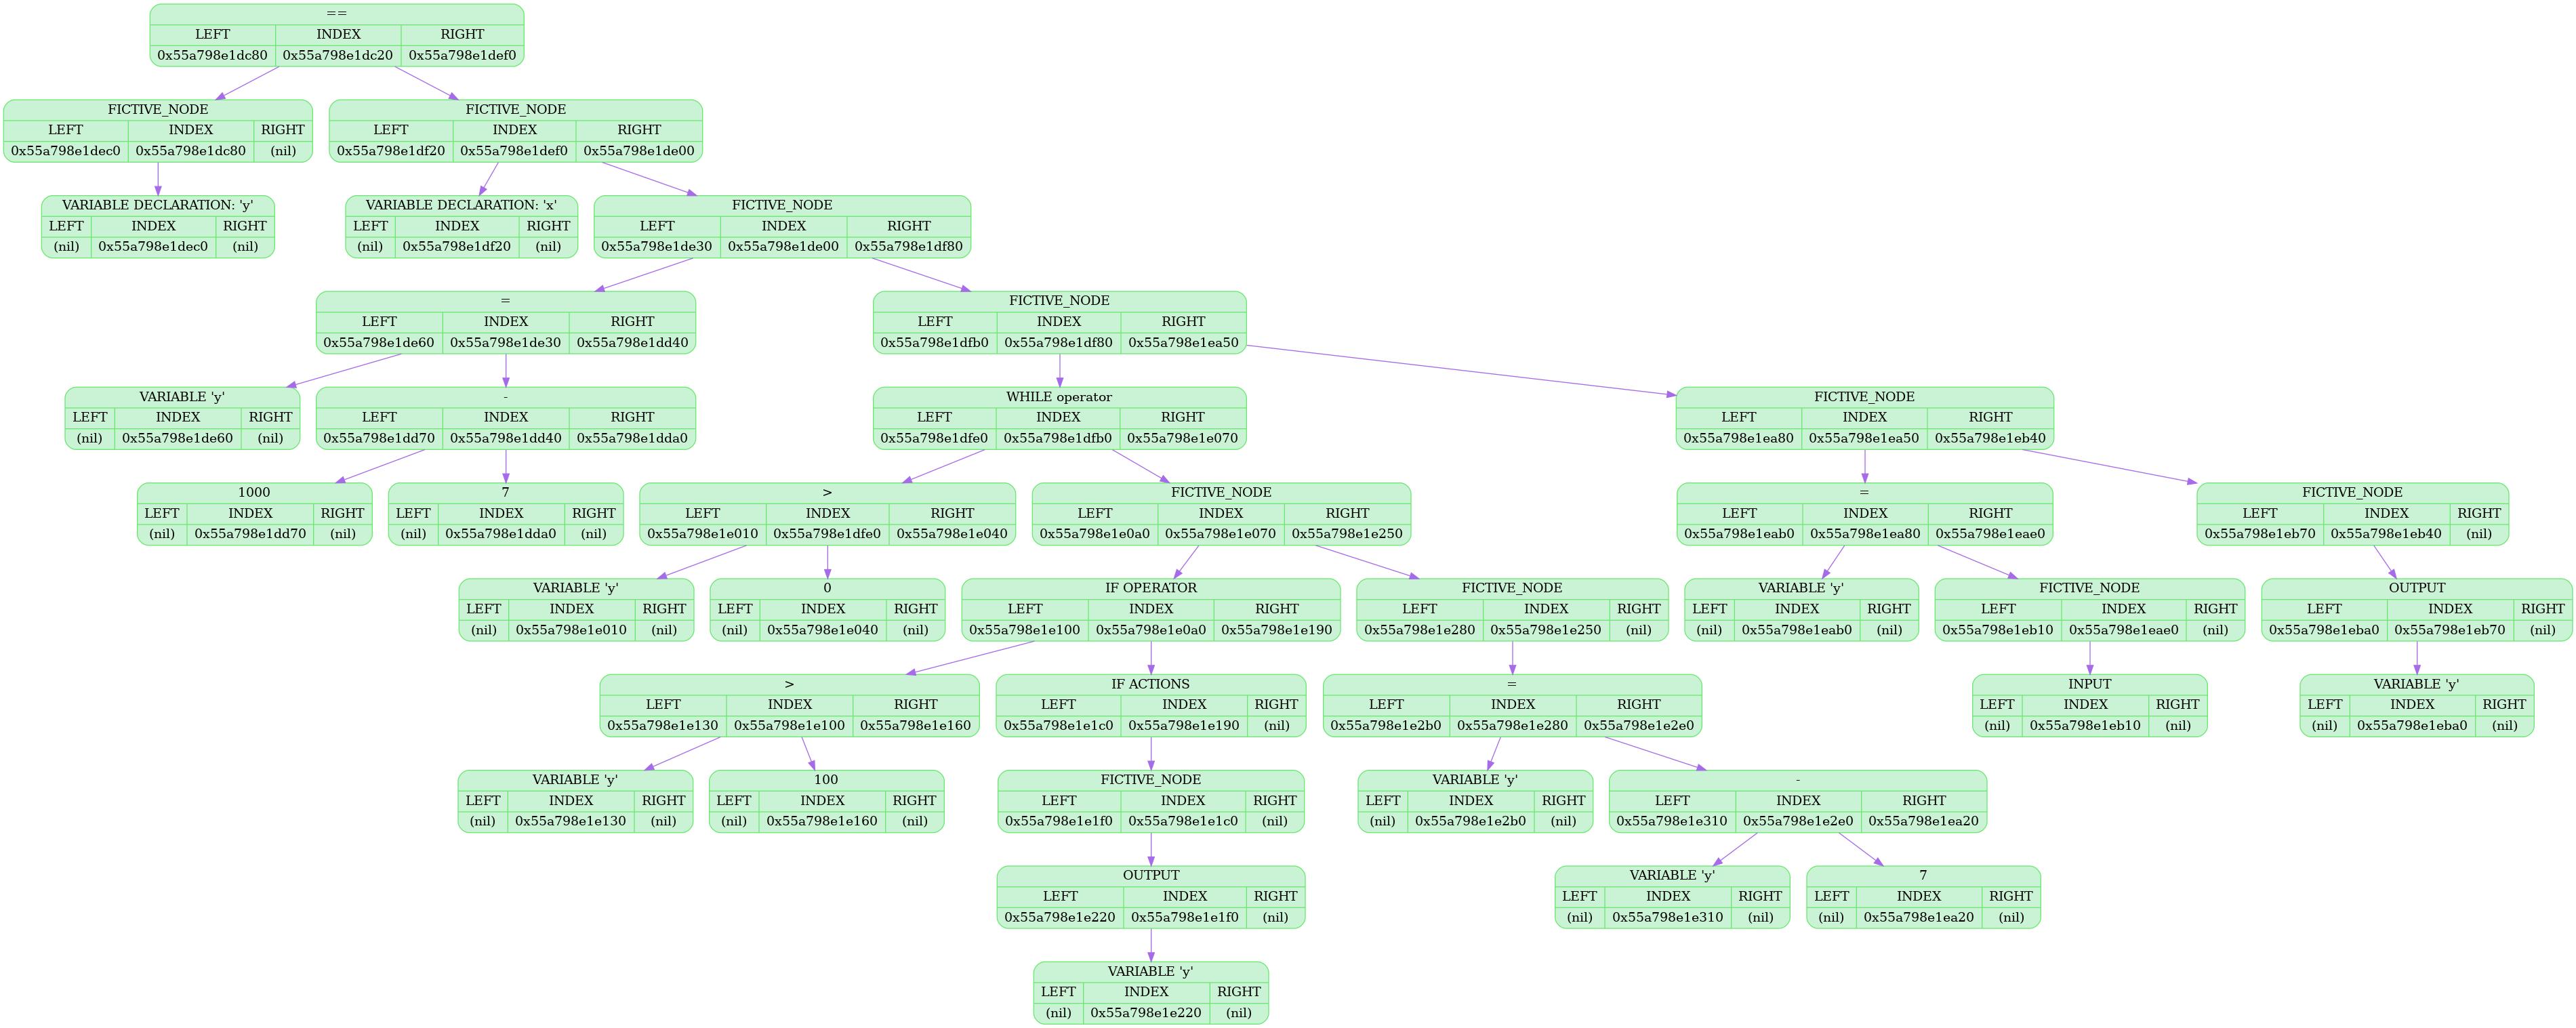 ==
LEFT INDEX RIGHT
0x55a798e1dc80 0x55a798e1dc20 0x55a798e1def0
FICTIVE_NODE
LEFT INDEX RIGHT
0x55a798e1dec0 0x55a798e1dc80 (nil)
FICTIVE_NODE
LEFT INDEX RIGHT
0x55a798e1df20 0x55a798e1def0 0x55a798e1de00
VARIABLE DECLARATION: 'y'
LEFT INDEX RIGHT
(nil) 0x55a798e1dec0 (nil)
VARIABLE DECLARATION: 'x'
LEFT INDEX RIGHT
(nil) 0x55a798e1df20 (nil)
FICTIVE_NODE
LEFT INDEX RIGHT
0x55a798e1de30 0x55a798e1de00 0x55a798e1df80
=
LEFT INDEX RIGHT
0x55a798e1de60 0x55a798e1de30 0x55a798e1dd40
FICTIVE_NODE
LEFT INDEX RIGHT
0x55a798e1dfb0 0x55a798e1df80 0x55a798e1ea50
VARIABLE 'y'
LEFT INDEX RIGHT
(nil) 0x55a798e1de60 (nil)
-
LEFT INDEX RIGHT
0x55a798e1dd70 0x55a798e1dd40 0x55a798e1dda0
WHILE operator
LEFT INDEX RIGHT
0x55a798e1dfe0 0x55a798e1dfb0 0x55a798e1e070
FICTIVE_NODE
LEFT INDEX RIGHT
0x55a798e1ea80 0x55a798e1ea50 0x55a798e1eb40
1000
LEFT INDEX RIGHT
(nil) 0x55a798e1dd70 (nil)
7
LEFT INDEX RIGHT
(nil) 0x55a798e1dda0 (nil)
>
LEFT INDEX RIGHT
0x55a798e1e010 0x55a798e1dfe0 0x55a798e1e040
FICTIVE_NODE
LEFT INDEX RIGHT
0x55a798e1e0a0 0x55a798e1e070 0x55a798e1e250
=
LEFT INDEX RIGHT
0x55a798e1eab0 0x55a798e1ea80 0x55a798e1eae0
FICTIVE_NODE
LEFT INDEX RIGHT
0x55a798e1eb70 0x55a798e1eb40 (nil)
VARIABLE 'y'
LEFT INDEX RIGHT
(nil) 0x55a798e1e010 (nil)
0
LEFT INDEX RIGHT
(nil) 0x55a798e1e040 (nil)
IF OPERATOR
LEFT INDEX RIGHT
0x55a798e1e100 0x55a798e1e0a0 0x55a798e1e190
FICTIVE_NODE
LEFT INDEX RIGHT
0x55a798e1e280 0x55a798e1e250 (nil)
VARIABLE 'y'
LEFT INDEX RIGHT
(nil) 0x55a798e1eab0 (nil)
FICTIVE_NODE
LEFT INDEX RIGHT
0x55a798e1eb10 0x55a798e1eae0 (nil)
OUTPUT
LEFT INDEX RIGHT
0x55a798e1eba0 0x55a798e1eb70 (nil)
>
LEFT INDEX RIGHT
0x55a798e1e130 0x55a798e1e100 0x55a798e1e160
IF ACTIONS
LEFT INDEX RIGHT
0x55a798e1e1c0 0x55a798e1e190 (nil)
=
LEFT INDEX RIGHT
0x55a798e1e2b0 0x55a798e1e280 0x55a798e1e2e0
INPUT
LEFT INDEX RIGHT
(nil) 0x55a798e1eb10 (nil)
VARIABLE 'y'
LEFT INDEX RIGHT
(nil) 0x55a798e1eba0 (nil)
VARIABLE 'y'
LEFT INDEX RIGHT
(nil) 0x55a798e1e130 (nil)
100
LEFT INDEX RIGHT
(nil) 0x55a798e1e160 (nil)
FICTIVE_NODE
LEFT INDEX RIGHT
0x55a798e1e1f0 0x55a798e1e1c0 (nil)
VARIABLE 'y'
LEFT INDEX RIGHT
(nil) 0x55a798e1e2b0 (nil)
-
LEFT INDEX RIGHT
0x55a798e1e310 0x55a798e1e2e0 0x55a798e1ea20
OUTPUT
LEFT INDEX RIGHT
0x55a798e1e220 0x55a798e1e1f0 (nil)
VARIABLE 'y'
LEFT INDEX RIGHT
(nil) 0x55a798e1e310 (nil)
7
LEFT INDEX RIGHT
(nil) 0x55a798e1ea20 (nil)
VARIABLE 'y'
LEFT INDEX RIGHT
(nil) 0x55a798e1e220 (nil)